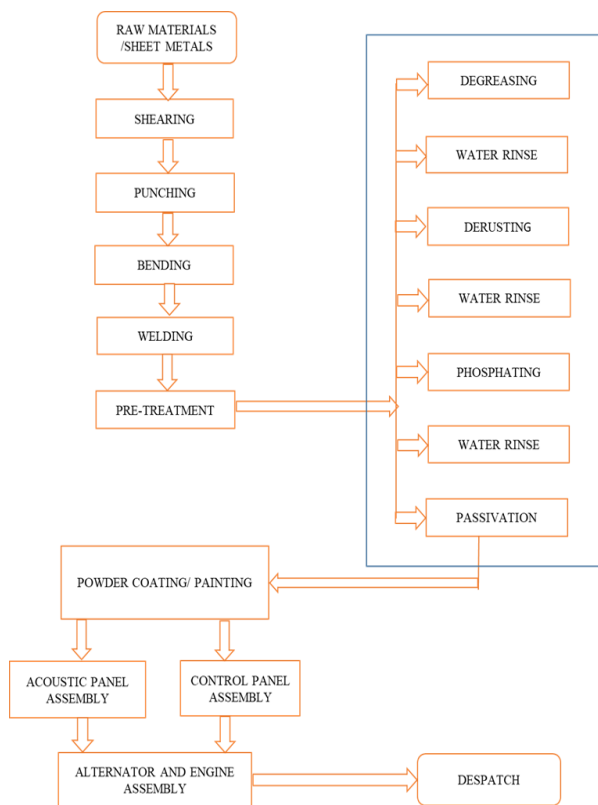 RAW MATERIALS
/SHEET METALS
SHEARING
PUNCHING
BENDING
WELDING
PRE-TREATMENT
DEGREASING
WATER RINSE
DERUSTING
WATER RINSE
PHOSPHATING
WATER RINSE
PASSIVATION
POWDER COATING/ PAINTING
ACOUSTIC PANEL
ASSEMBLY
CONTROL PANEL
ASSEMBLY
ALTERNATOR AND ENGINE
ASSEMBLY
DESPATCH